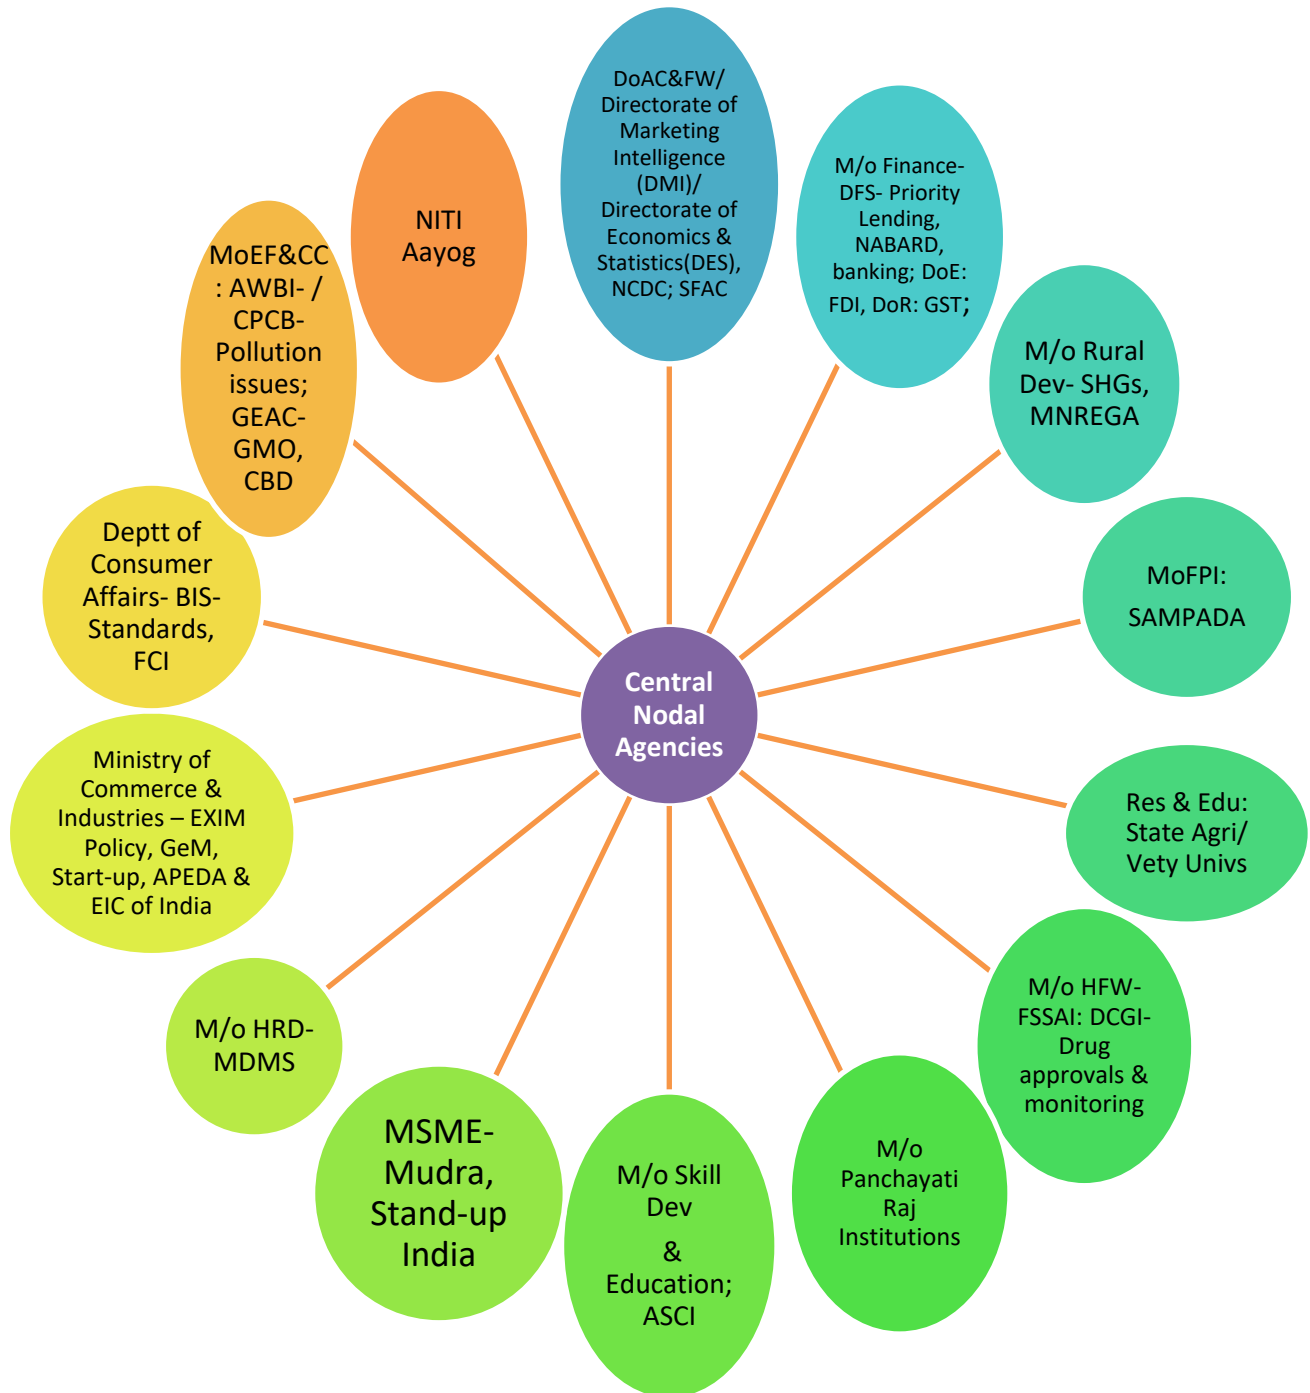 DoAC&FW/
Directorate of
Marketing
Intelligence
(DMI)/
Directorate of
Economics &
Statistics(DES),
NCDC; SFAC
M/o Finance-
DFS- Priority
Lending,
NABARD,
banking; DoE:
FDI, DoR: GST;
M/o Rural
Dev- SHGs,
MNREGA
MoFPI:
SAMPADA
Res & Edu:
State Agri/
Vety Univs
M/o HFW-
FSSAI: DCGI-
Drug
approvals &
monitoring
M/o
Panchayati
Raj
Institutions
M/o Skill
Dev
&
Education;
ASCI
MSME-
Mudra,
Stand-up
India
M/o HRD-
MDMS
Ministry of
Commerce &
Industries – EXIM
Policy, GeM,
Start-up, APEDA &
EIC of India
Deptt of
Consumer
Affairs- BIS-
Standards,
FCI
MoEF&CC
: AWBI- /
CPCB-
Pollution
issues;
GEAC-
GMO,
CBD
NITI
Aayog
Central
Nodal
Agencies